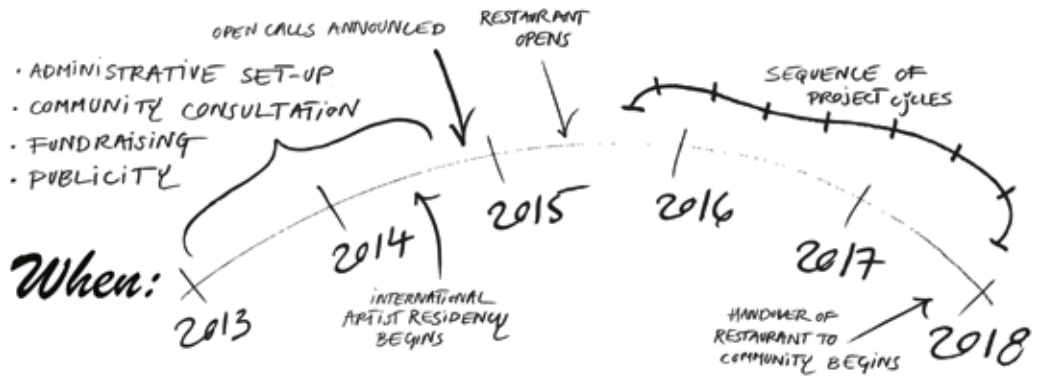 OPEN CALLS ANNOUNCED
RESTAURANT
OPENS
· ADMINISTRATIVE SET-UP
· COMMUNITY CONSULTATION
· FUNDRAISING
· PUBLICITY
SEQUENCE OF
PROJECT CYCLES
When:
2013
2014
2015
2016
2017
2018
INTERNATIONAL
ARTIST RESIDENCY
BEGINS
HANDOVER OF
RESTAURANT TO
COMMUNITY BEGINS